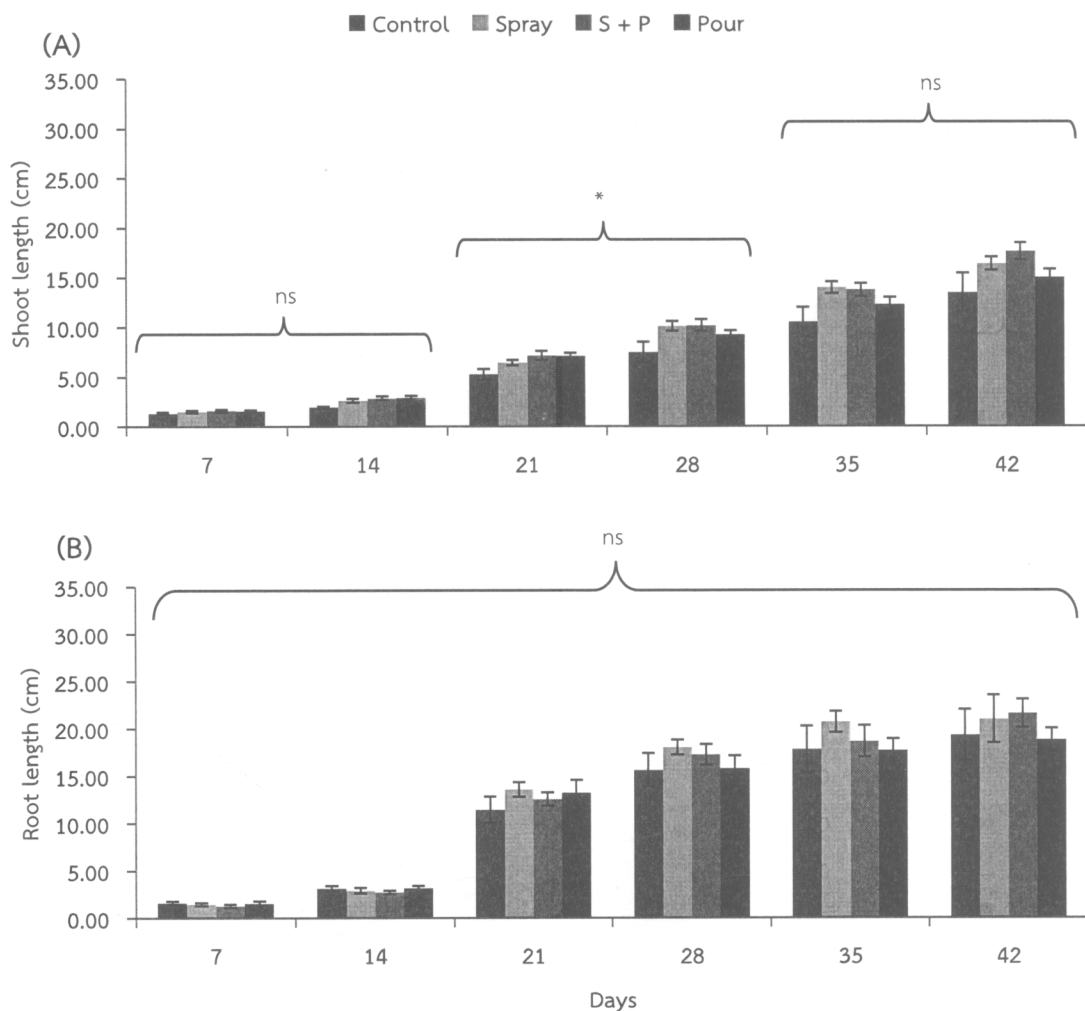 Control Spray S + P Pour
(A)
35.00
30.00
25.00
20.00
15.00
10.00
5.00
0.00
Shoot length (cm)
ns
*
ns
7 14 21 28 35 42
(B)
35.00
30.00
25.00
20.00
15.00
10.00
5.00
0.00
Root length (cm)
ns
7 14 21 28 35 42
Days